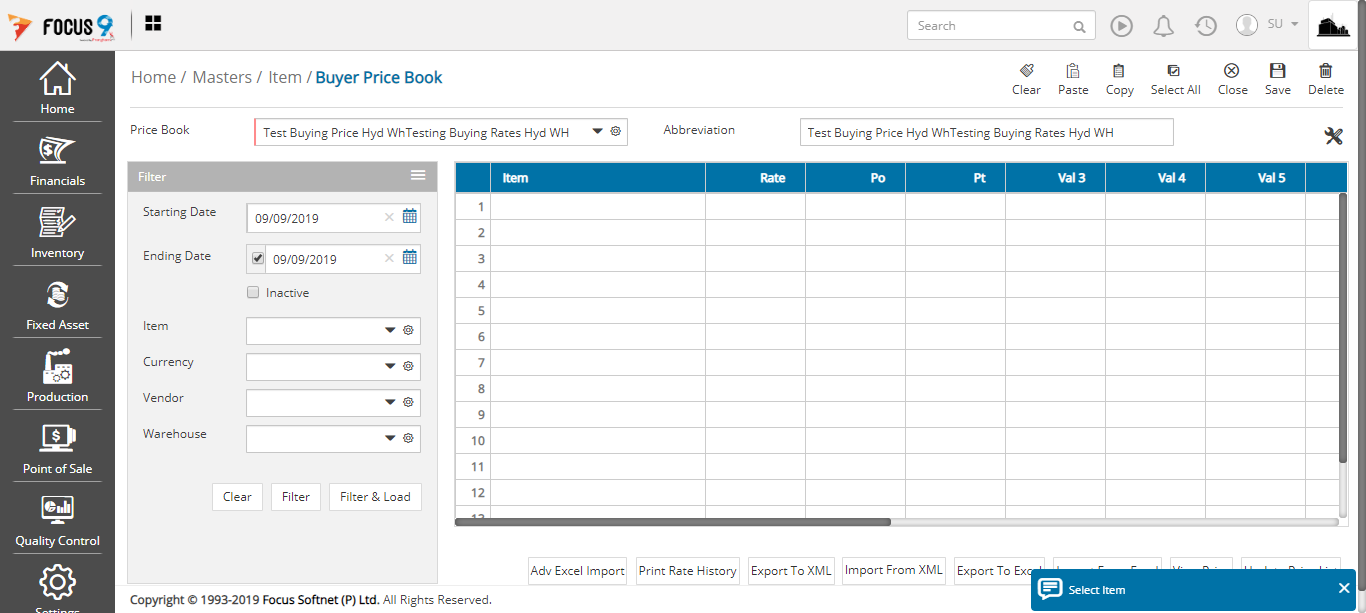 FOCUS 9
Search
SU
Home
Financials
Inventory
Fixed Asset
Production
Point of Sale
Quality Control
Settings
Home / Masters / Item / Buyer Price Book
Clear Paste Copy Select All Close Save Delete
Price Book Test Buying Price Hyd WhTesting Buying Rates Hyd WH Abbreviation Test Buying Price Hyd WhTesting Buying Rates Hyd WH
Filter
Starting Date 09/09/2019
Ending Date 09/09/2019
Inactive
Item
Currency
Vendor
Warehouse
Clear Filter Filter & Load
Item Rate Po Pt Val 3 Val 4 Val 5
1
2
3
4
5
6
7
8
9
10
11
12
13
Adv Excel Import Print Rate History Export To XML Import From XML Export To Excel
Select Item
Copyright © 1993-2019 Focus Softnet (P) Ltd. All Rights Reserved.